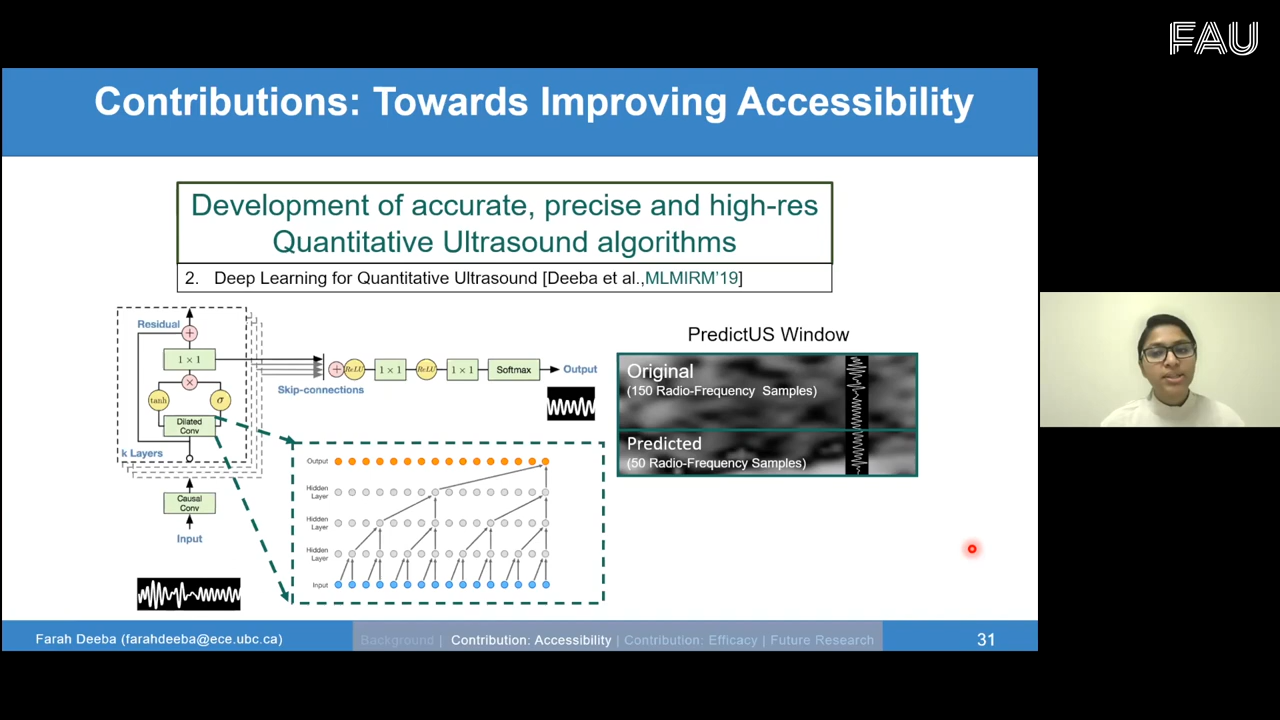 FAU
Contributions: Towards Improving Accessibility
Development of accurate, precise and high-res
Quantitative Ultrasound algorithms
2. Deep Learning for Quantitative Ultrasound [Deeba et al.,MLMIRM'19]
Residual
+
1 × 1
×
tanh
σ
Dilated
Conv
k Layers
Causal
Conv
Input
Skip-connections
+
ReLU
1 × 1
ReLU
1 × 1
Softmax
Output
Output
Hidden
Layer
Hidden
Layer
Hidden
Layer
Input
PredictUS Window
Original
(150 Radio-Frequency Samples)
Predicted
(50 Radio-Frequency Samples)
Farah Deeba (farahdeeba@ece.ubc.ca)
Background | Contribution: Accessibility | Contribution: Efficacy | Future Research
31